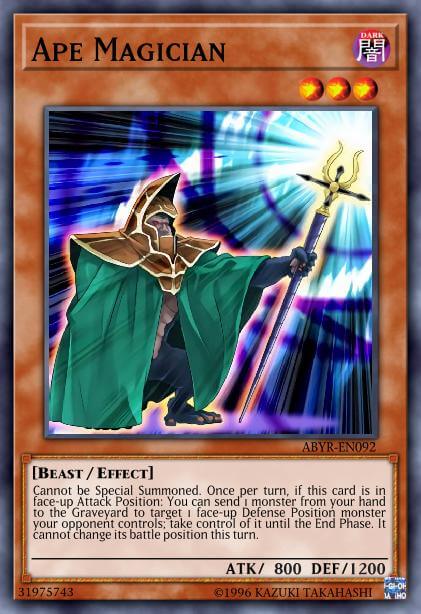 APE MAGICIAN
DARK
闇
ABYR-EN092
[BEAST / EFFECT]
Cannot be Special Summoned. Once per turn, if this card is in
face-up Attack Position: You can send 1 monster from your hand
to the Graveyard to target 1 face-up Defense Position monster
your opponent controls; take control of it until the End Phase. It
cannot change its battle position this turn.
ATK/ 800 DEF/1200
31975743
©1996 KAZUKI TAKAHASHI